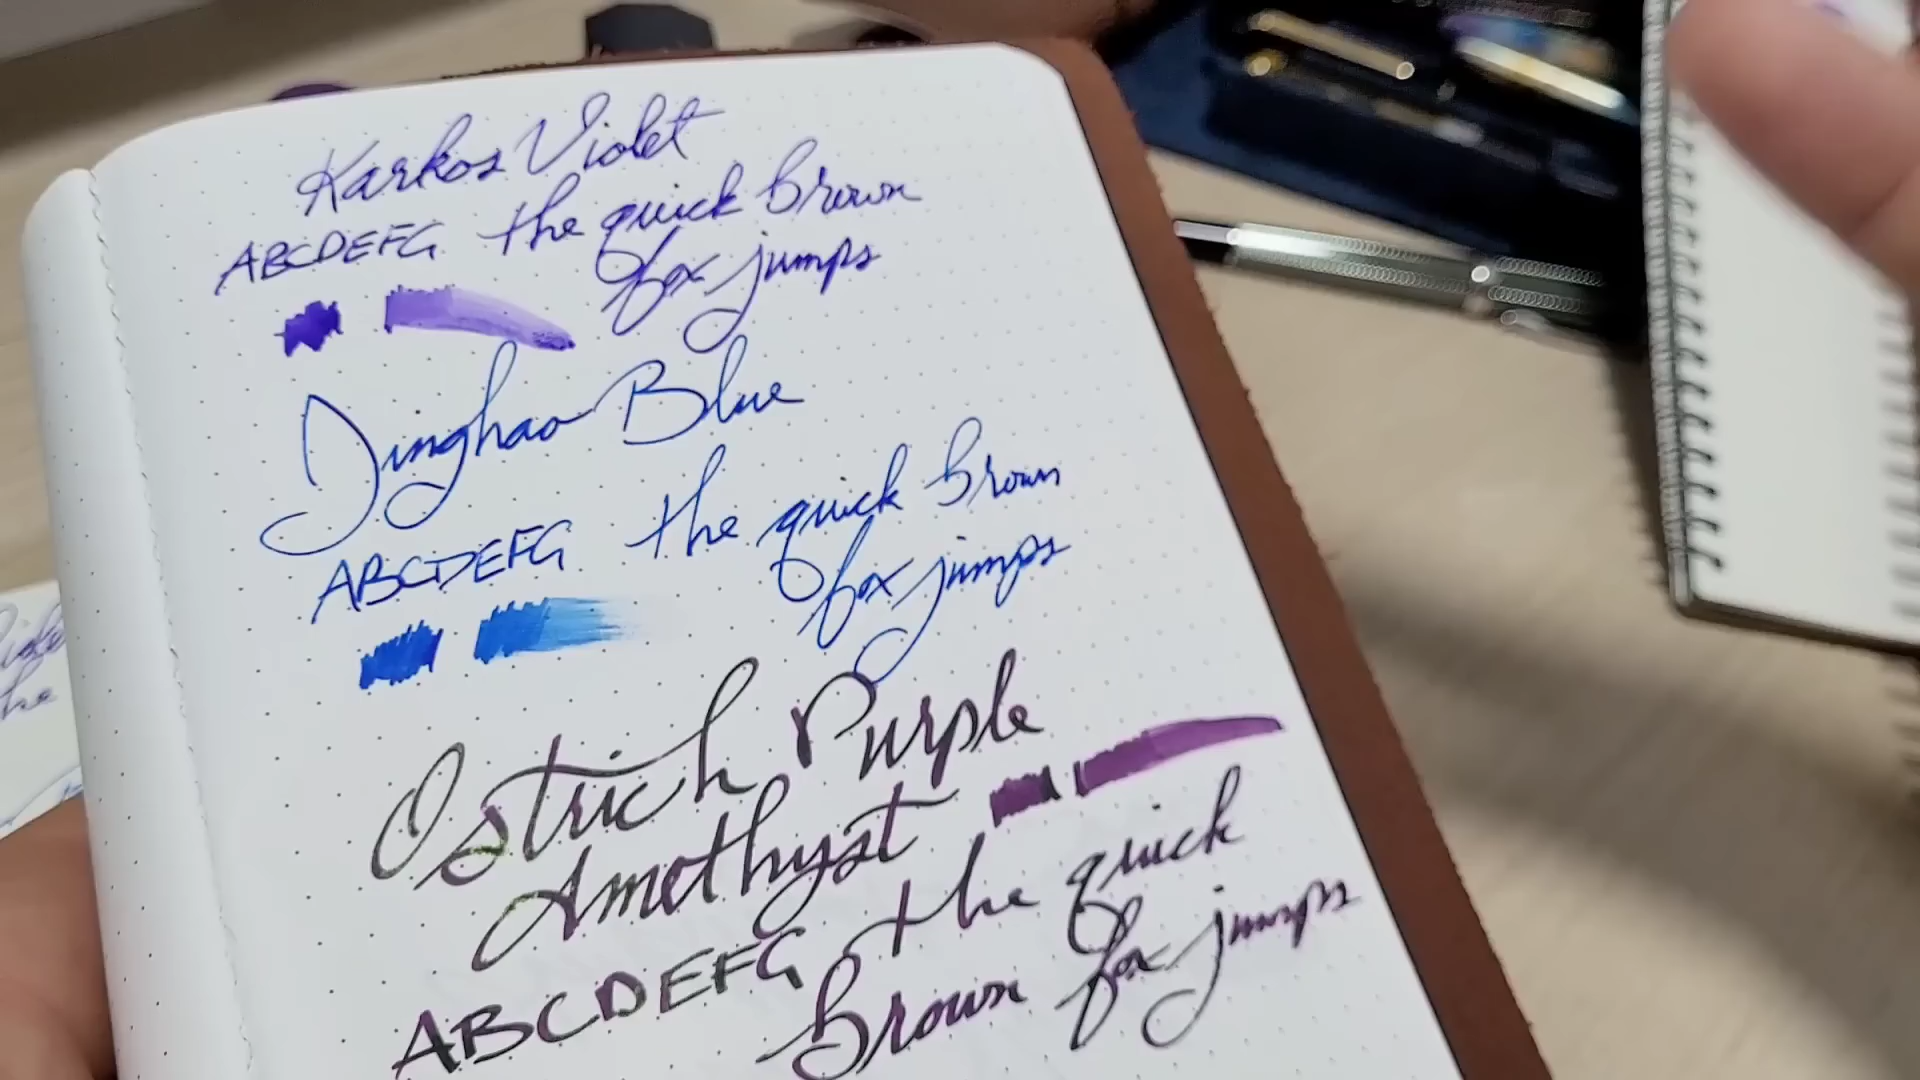 Karkos Violet
ABCDEFG the quick brown
fox jumps
Jinghao Blue
ABCDEFG the quick brown
fox jumps
Ostrich Purple
Amethyst
ABCDEFG the quick
brown fox jumps
he